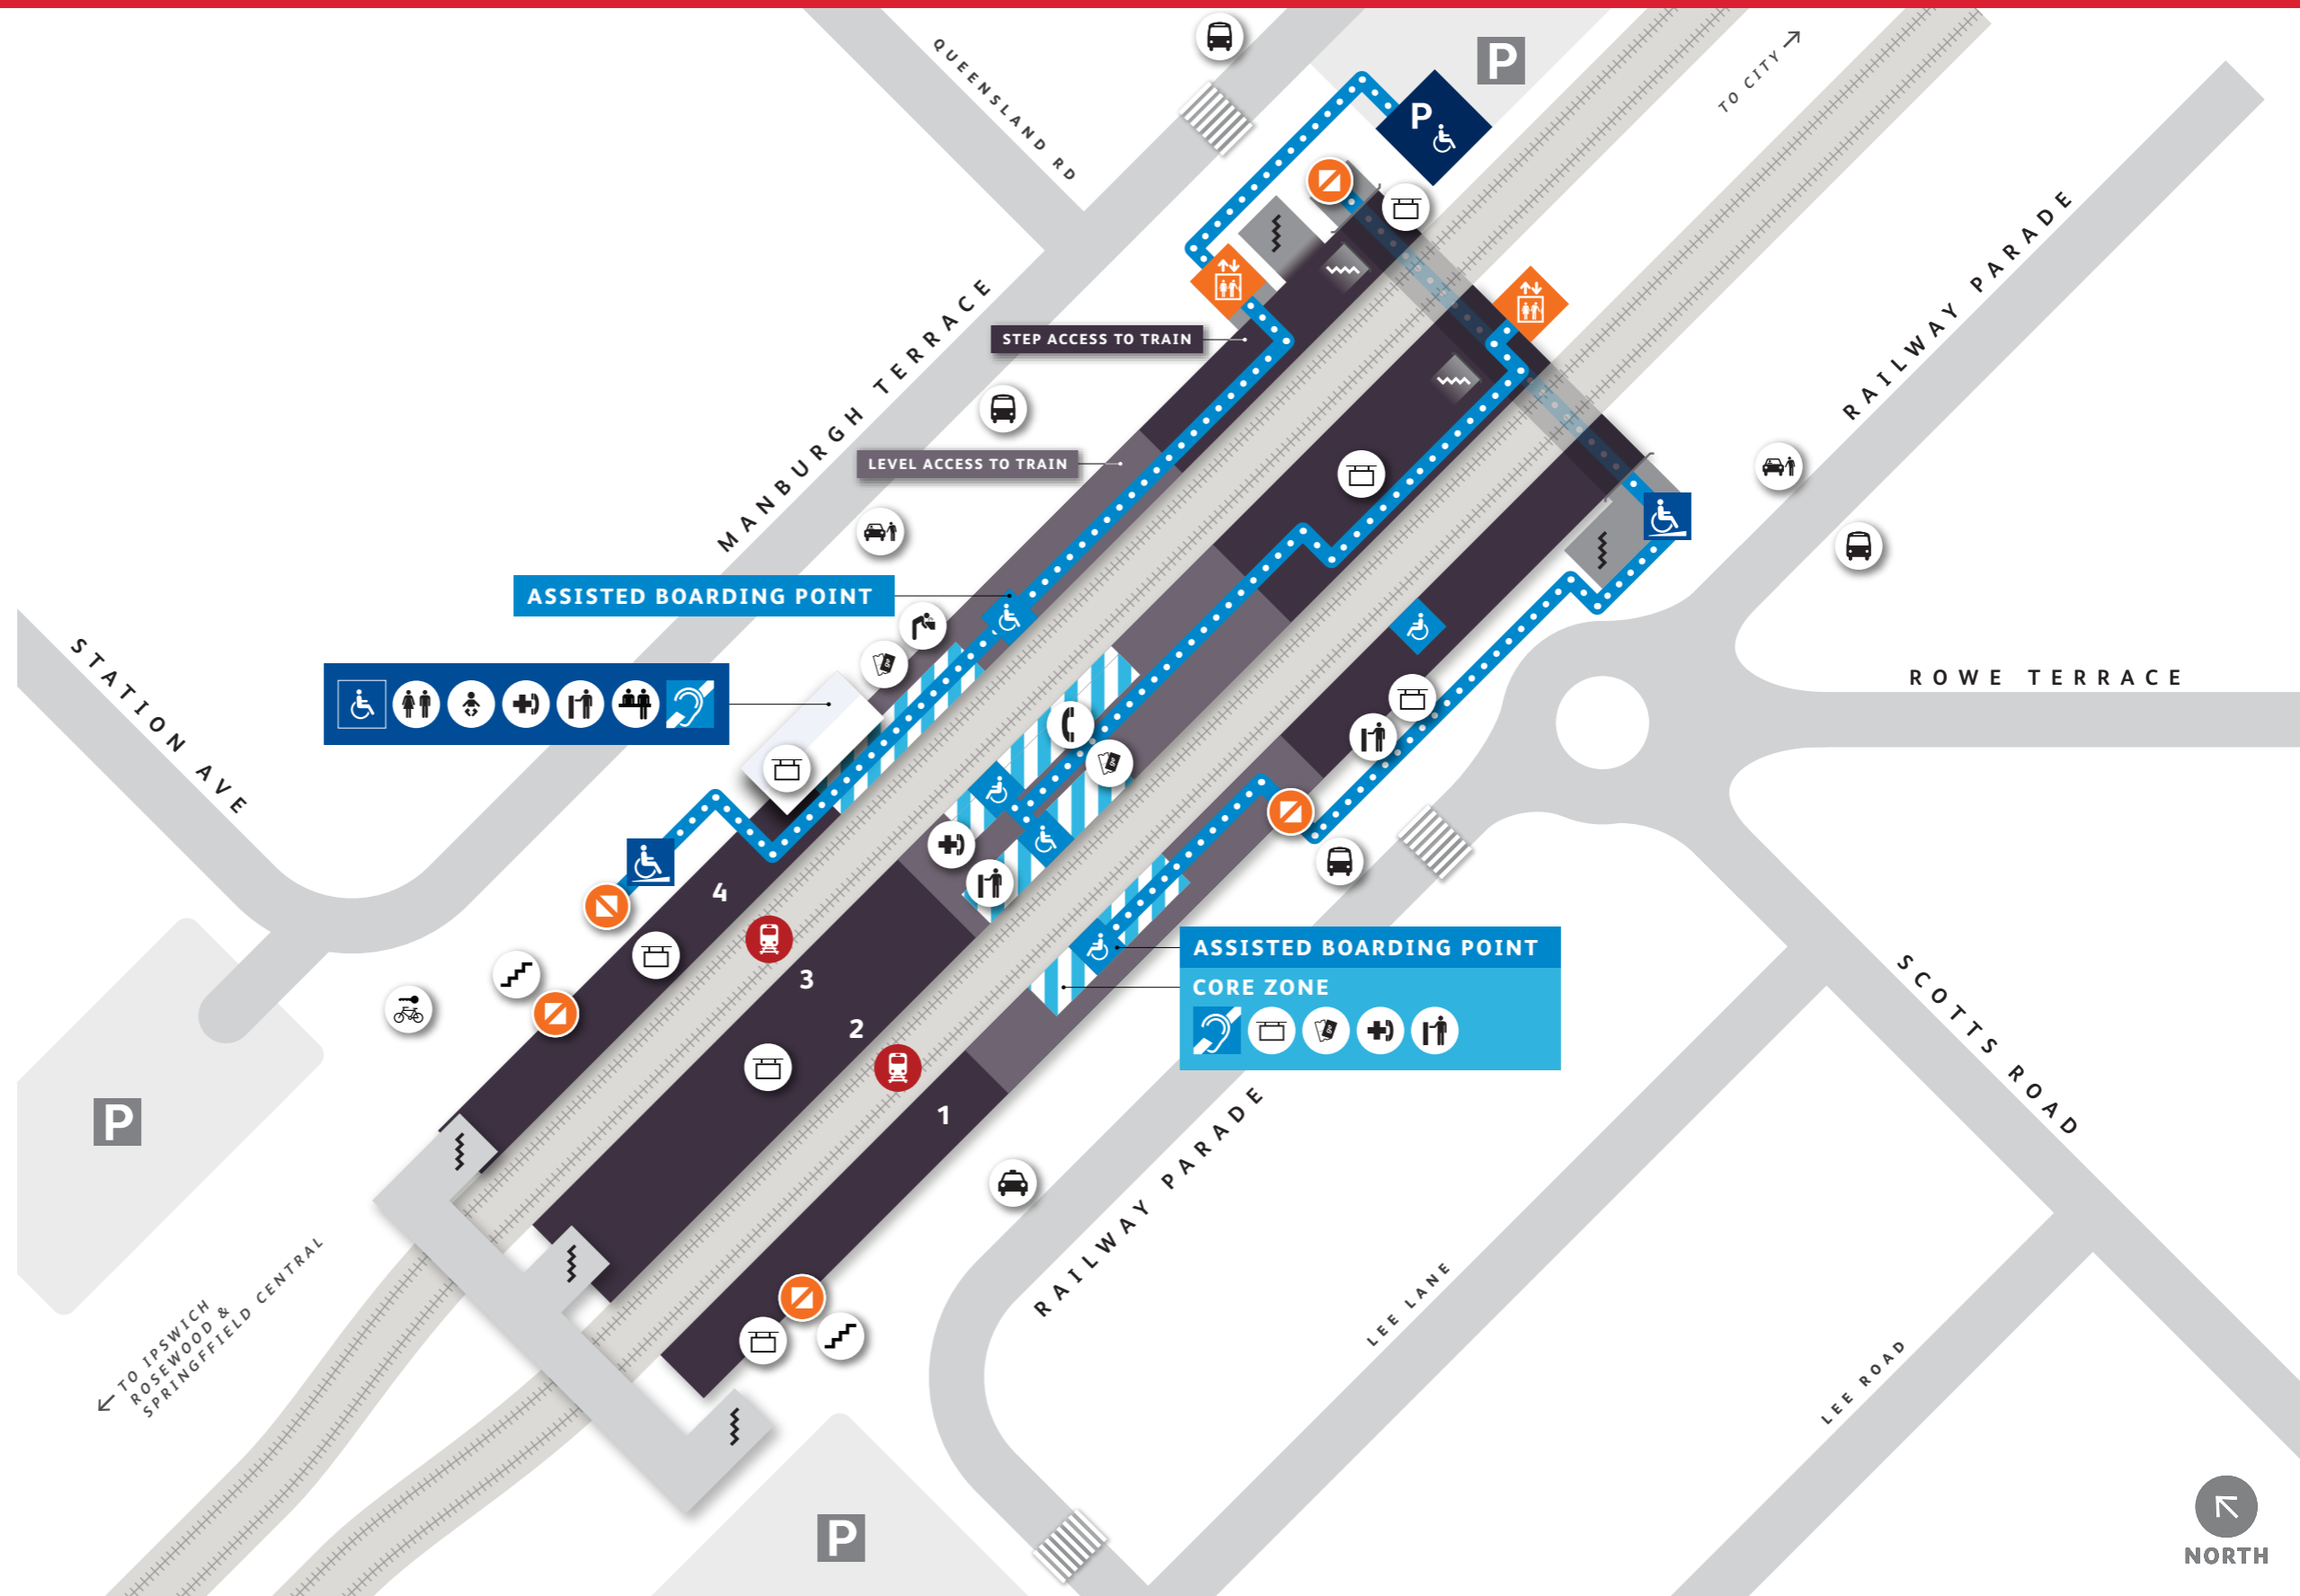 QUEENSLAND RD
P
TO CITY
P
RAILWAY PARADE
MANBURGH TERRACE
STEP ACCESS TO TRAIN
LEVEL ACCESS TO TRAIN
ASSISTED BOARDING POINT
STATION AVE
ROWE TERRACE
4
3
2
1
ASSISTED BOARDING POINT
CORE ZONE
SCOTTS ROAD
P
RAILWAY PARADE
TO IPSWICH
ROSEWOOD &
SPRINGFFIELD CENTRAL
LEE LANE
LEE ROAD
P
NORTH